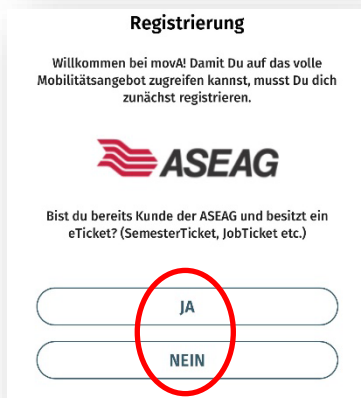 Registrierung
Willkommen bei movA! Damit Du auf das volle
Mobilitätsangebot zugreifen kannst, musst Du dich
zunächst registrieren.
ASEAG
Bist du bereits Kunde der ASEAG und besitzt ein
eTicket? (SemesterTicket, JobTicket etc.)
JA
NEIN